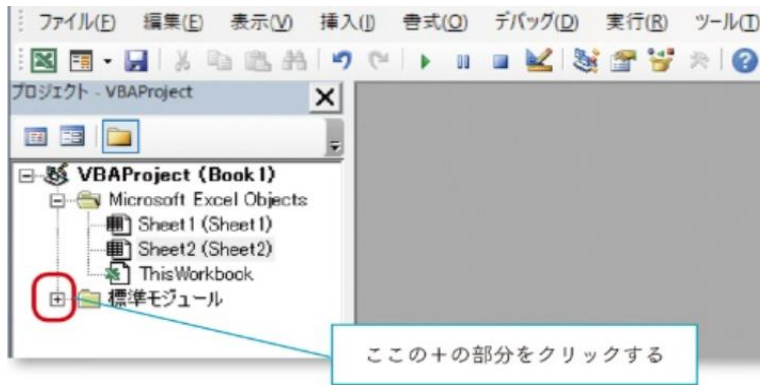 ファイル(F) 編集(E) 表示(V) 挿入(I) 書式(O) デバッグ(D) 実行(R) ツール(T)
プロジェクト - VBAProject
VBAProject (Book1)
Microsoft Excel Objects
Sheet1 (Sheet1)
Sheet2 (Sheet2)
ThisWorkbook
標準モジュール
ここの＋の部分をクリックする